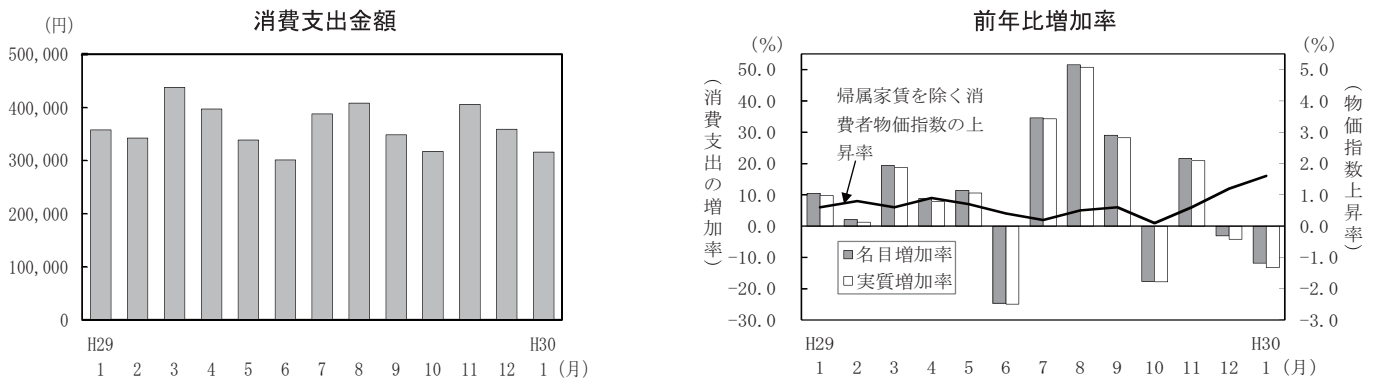 消費支出金額
(円)
500,000
400,000
300,000
200,000
100,000
0
H29
H30
1 2 3 4 5 6 7 8 9 10 11 12 1 (月)
前年比増加率
(%)
(%)
50.0
40.0
30.0
20.0
10.0
0.0
-10.0
-20.0
-30.0
(消費支出の増加率)
帰属家賃を除く消
費者物価指数の上
昇率
名目増加率
実質増加率
5.0
4.0
3.0
2.0
1.0
0.0
-1.0
-2.0
-3.0
(物価指数上昇率)
H29
H30
1 2 3 4 5 6 7 8 9 10 11 12 1 (月)